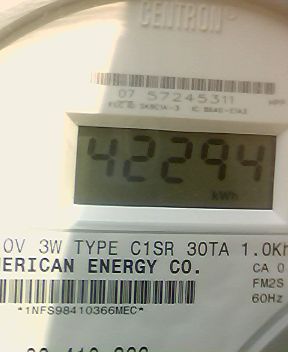 CENTRON
07 57245311
42294
kWh
0V 3W TYPE C1SR 30TA 1.0Kh
MERICAN ENERGY CO.
CA 0
FM2S
60Hz
*1NFS98410366MEC*